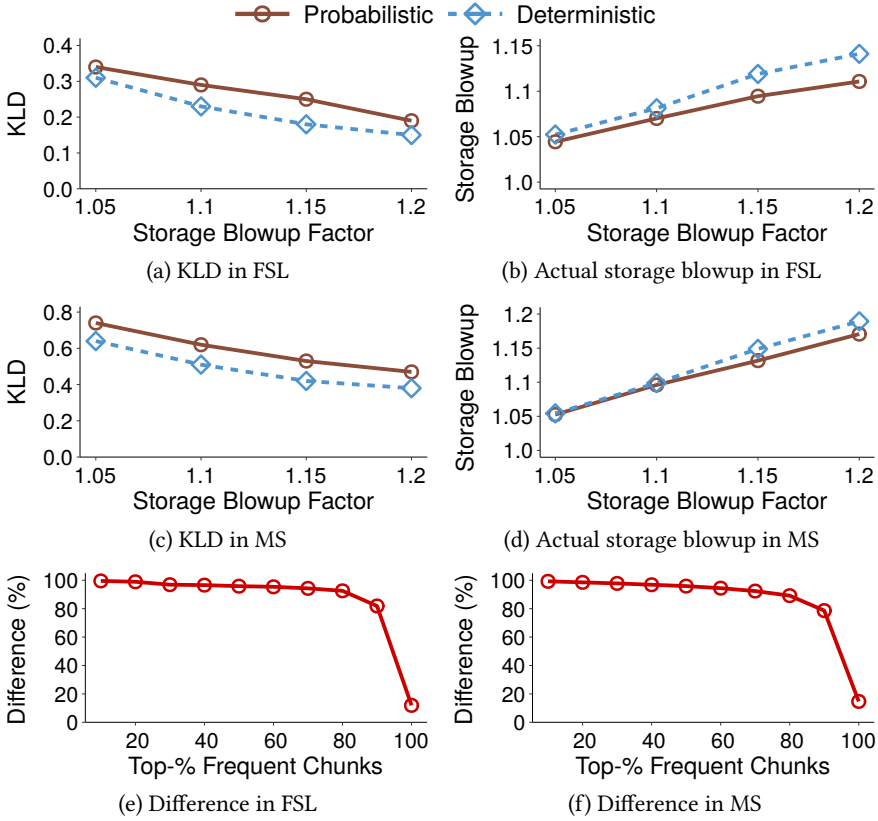 Probabilistic Deterministic
KLD
0.4
0.3
0.2
0.1
0.0
1.05 1.1 1.15 1.2
Storage Blowup Factor
(a) KLD in FSL
Storage Blowup
1.15
1.10
1.05
1.0
1.05 1.1 1.15 1.2
Storage Blowup Factor
(b) Actual storage blowup in FSL
KLD
0.8
0.6
0.4
0.2
0.0
1.05 1.1 1.15 1.2
Storage Blowup Factor
(c) KLD in MS
Storage Blowup
1.2
1.15
1.10
1.05
1.0
1.05 1.1 1.15 1.2
Storage Blowup Factor
(d) Actual storage blowup in MS
Difference (%)
100
80
60
40
20
0
20 40 60 80 100
Top-% Frequent Chunks
(e) Difference in FSL
Difference (%)
100
80
60
40
20
0
20 40 60 80 100
Top-% Frequent Chunks
(f) Difference in MS